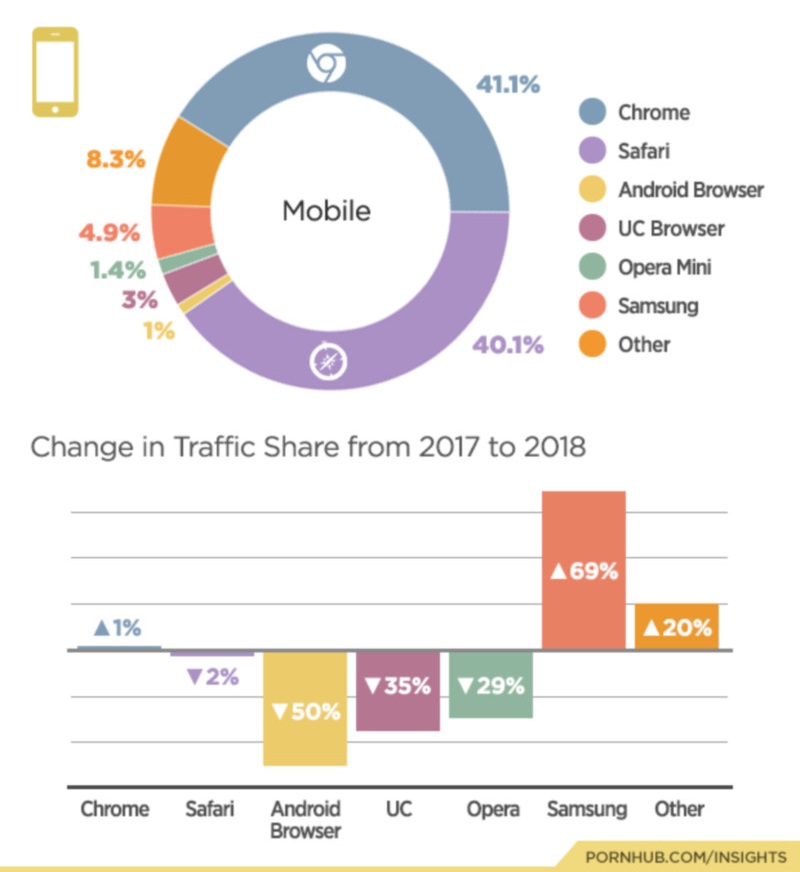 41.1%
8.3%
4.9%
1.4%
3%
1%
40.1%
Mobile
Chrome
Safari
Android Browser
UC Browser
Opera Mini
Samsung
Other
Change in Traffic Share from 2017 to 2018
▲1%
▼2%
▼50%
▼35%
▼29%
▲69%
▲20%
Chrome
Safari
Android
Browser
UC
Opera
Samsung
Other
PORNHUB.COM/INSIGHTS